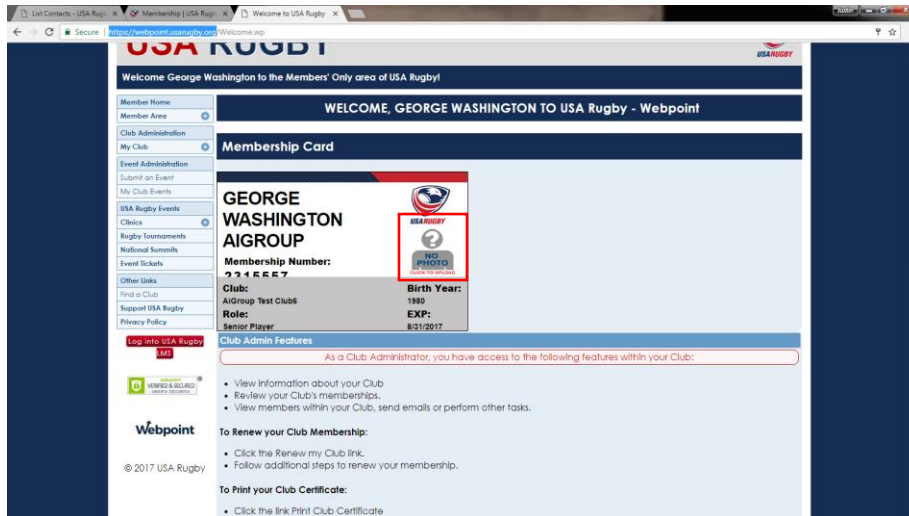 List Contacts - USA Rugb
Membership | USA Rugb
Welcome to USA Rugby
Justin
Secure | https://webpoint.usarugby.org/Welcome.wp
USA RUGBY
USA RUGBY
Welcome George Washington to the Members' Only area of USA Rugby!
Member Home
Member Area
Club Administration
My Club
Event Administration
Submit an Event
My Club Events
USA Rugby Events
Clinics
Rugby Tournaments
National Summits
Event Tickets
Other Links
Find a Club
Support USA Rugby
Privacy Policy
Log into USA Rugby
LMS
VERIFIED & SECURED
VERIFY SECURITY
Webpoint
© 2017 USA Rugby
WELCOME, GEORGE WASHINGTON TO USA Rugby - Webpoint
Membership Card
GEORGE
WASHINGTON
AIGROUP
Membership Number:
2315557
USA RUGBY
NO
PHOTO
CLICK TO UPLOAD
Club:
AiGroup Test Club6
Role:
Senior Player
Birth Year:
1980
EXP:
8/31/2017
Club Admin Features
As a Club Administrator, you have access to the following features within your Club:
• View information about your Club
• Review your Club's memberships.
• View members within your Club, send emails or perform other tasks.
To Renew your Club Membership:
• Click the Renew my Club link.
• Follow additional steps to renew your membership.
To Print your Club Certificate:
• Click the link Print Club Certificate